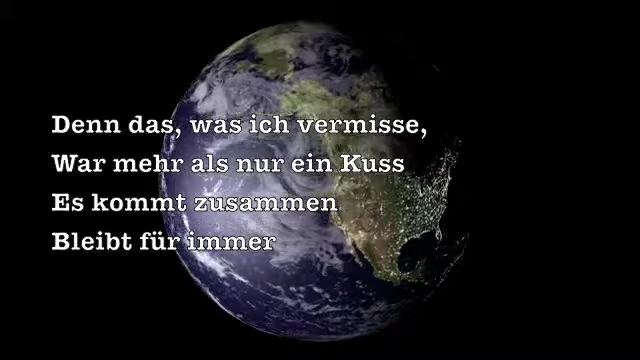 Denn das, was ich vermisse,
War mehr als nur ein Kuss
Es kommt zusammen
Bleibt für immer